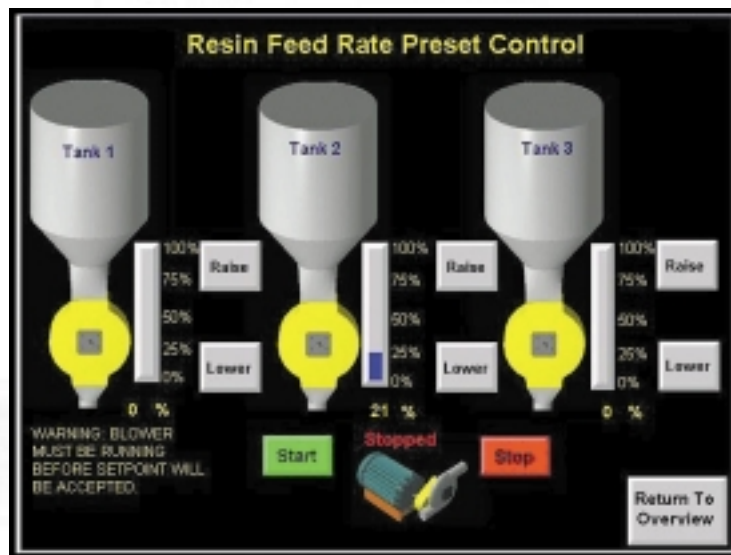 Resin Feed Rate Preset Control
Tank 1
Tank 2
Tank 3
100%
75%
50%
25%
0%
Raise
Lower
100%
75%
50%
25%
0%
Raise
Lower
100%
75%
50%
25%
0%
Raise
Lower
0 %
21 %
0 %
WARNING: BLOWER
MUST BE RUNNING
BEFORE SETPOINT WILL
BE ACCEPTED.
Start
Stopped
Stop
Return To
Overview